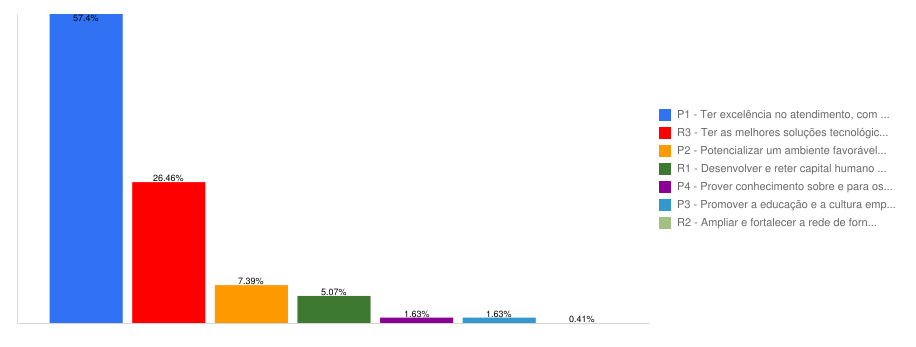 57.4%
26.46%
7.39%
5.07%
1.63%
1.63%
0.41%
P1 - Ter excelência no atendimento, com ...
R3 - Ter as melhores soluções tecnológic...
P2 - Potencializar um ambiente favorável...
R1 - Desenvolver e reter capital humano ...
P4 - Prover conhecimento sobre e para os...
P3 - Promover a educação e a cultura emp...
R2 - Ampliar e fortalecer a rede de forn...